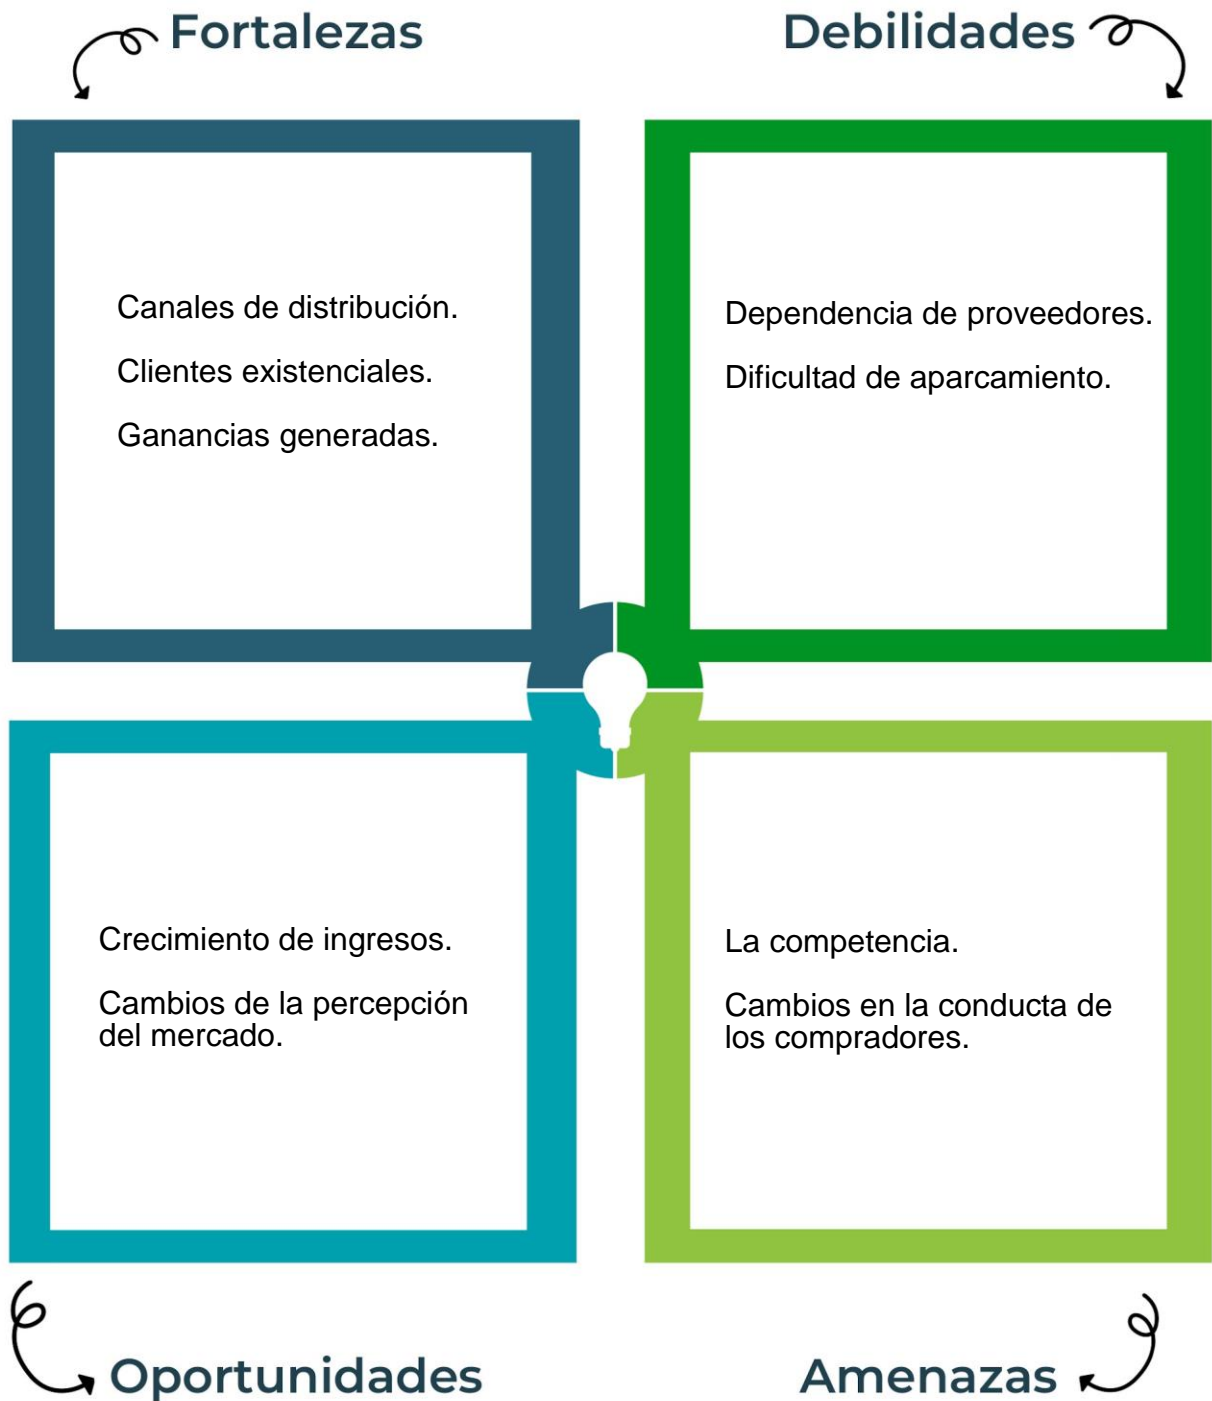 Fortalezas
Canales de distribución.
Clientes existenciales.
Ganancias generadas.
Debilidades
Dependencia de proveedores.
Dificultad de aparcamiento.
Crecimiento de ingresos.
Cambios de la percepción
del mercado.
Oportunidades
La competencia.
Cambios en la conducta de
los compradores.
Amenazas